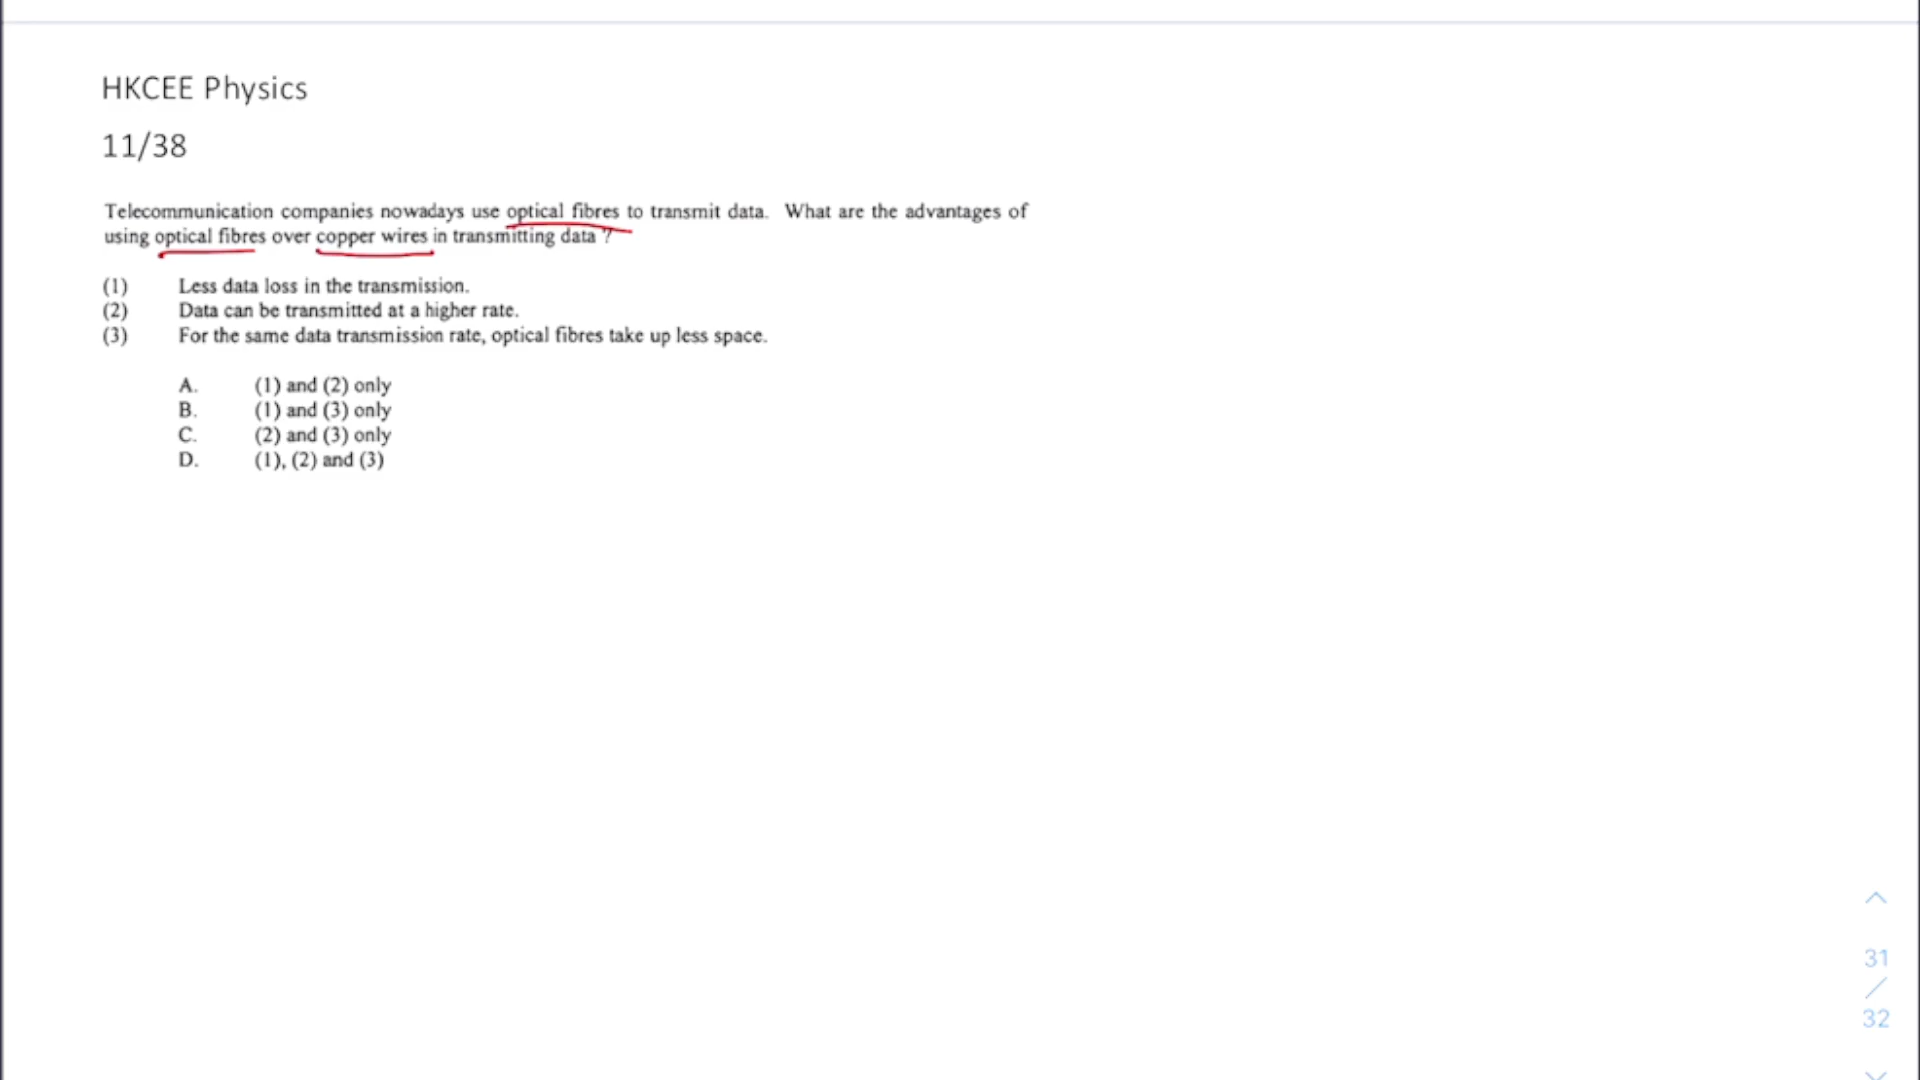 HKCEE Physics
11/38
Telecommunication companies nowadays use optical fibres to transmit data. What are the advantages of
using optical fibres over copper wires in transmitting data ?
(1) Less data loss in the transmission.
(2) Data can be transmitted at a higher rate.
(3) For the same data transmission rate, optical fibres take up less space.
A. (1) and (2) only
B. (1) and (3) only
C. (2) and (3) only
D. (1), (2) and (3)
31
/
32